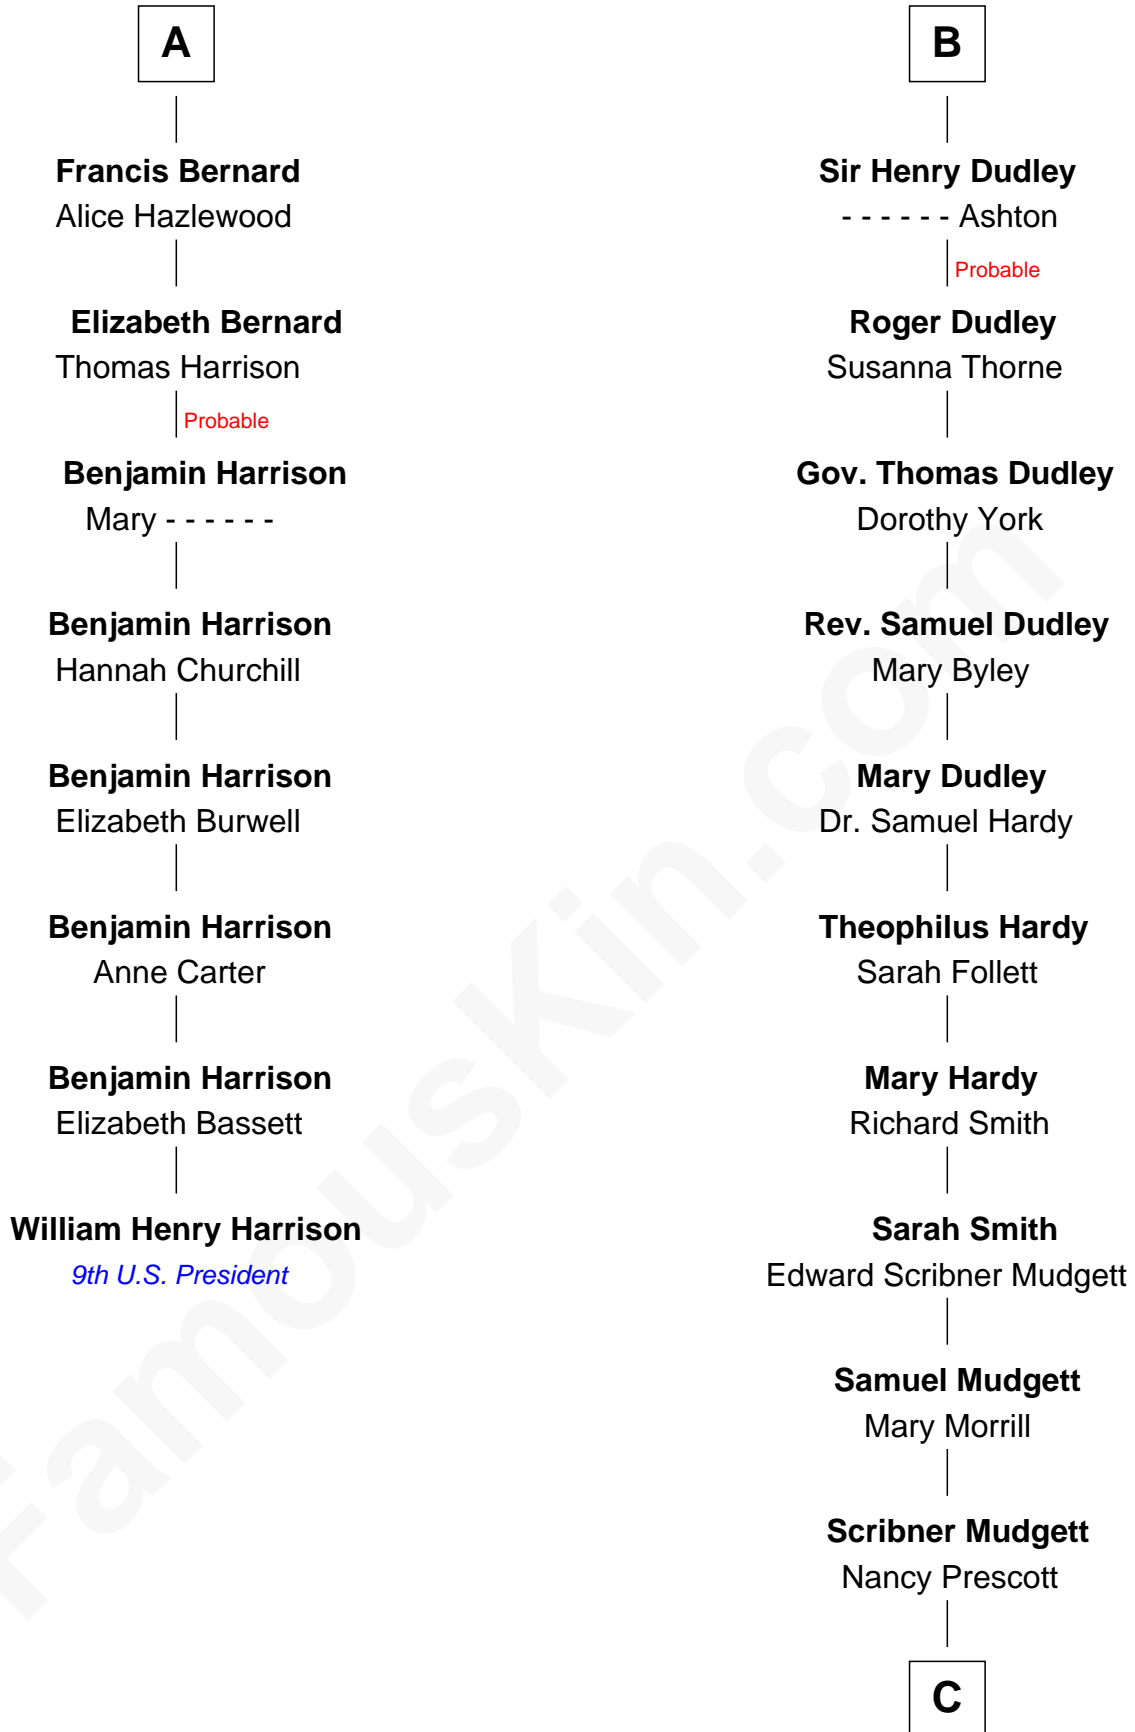 A
Francis Bernard
Alice Hazlewood
Elizabeth Bernard
Thomas Harrison
Probable
Benjamin Harrison
Mary - - - - - -
Benjamin Harrison
Hannah Churchill
Benjamin Harrison
Elizabeth Burwell
Benjamin Harrison
Anne Carter
Benjamin Harrison
Elizabeth Bassett
William Henry Harrison
9th U.S. President
B
Sir Henry Dudley
- - - - - - Ashton
Probable
Roger Dudley
Susanna Thorne
Gov. Thomas Dudley
Dorothy York
Rev. Samuel Dudley
Mary Byley
Mary Dudley
Dr. Samuel Hardy
Theophilus Hardy
Sarah Follett
Mary Hardy
Richard Smith
Sarah Smith
Edward Scribner Mudgett
Samuel Mudgett
Mary Morrill
Scribner Mudgett
Nancy Prescott
C
FamousKin.com